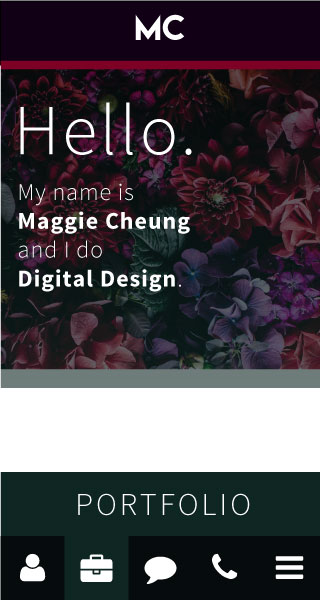 MC
Hello.
My name is
Maggie Cheung
and I do
Digital Design.
PORTFOLIO